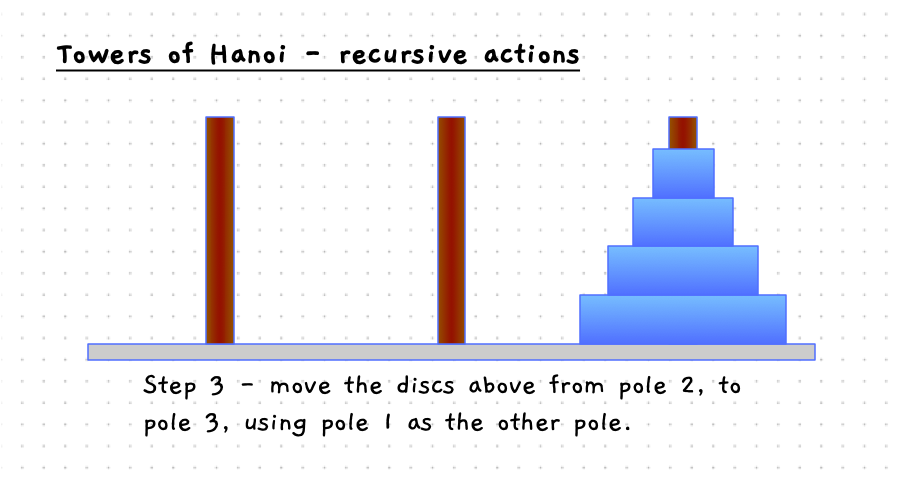 Towers of Hanoi - recursive actions
Step 3 - move the discs above from pole 2, to
pole 3, using pole 1 as the other pole.